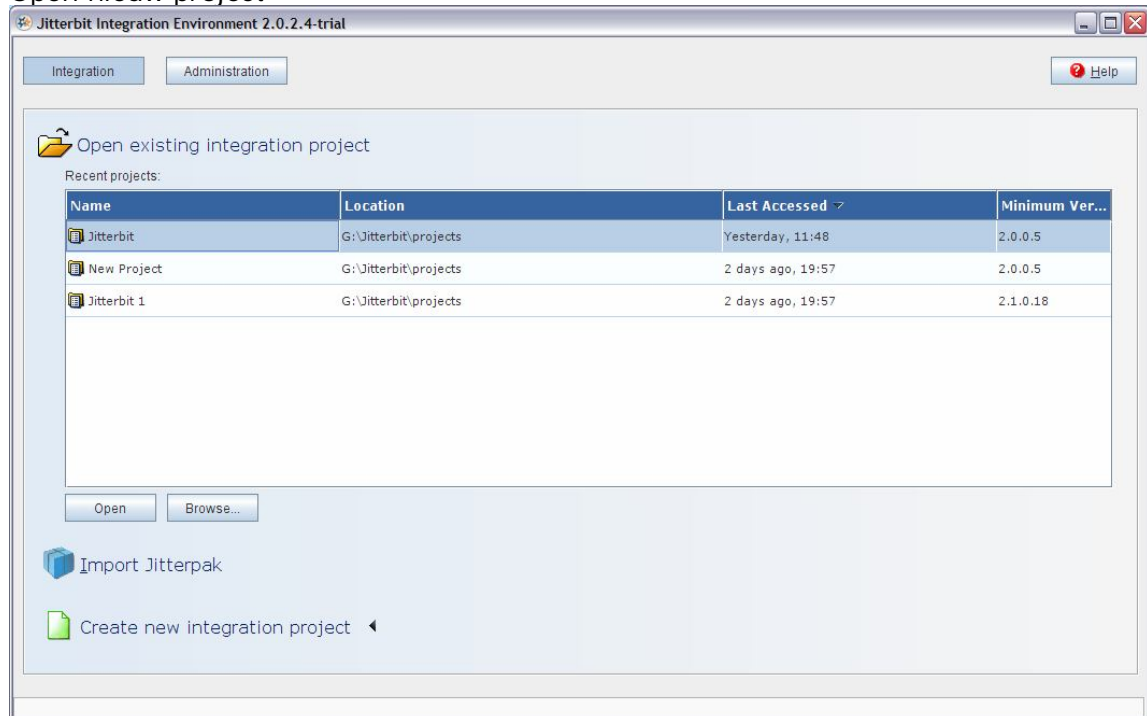 Open nieuw project
Jitterbit Integration Environment 2.0.2.4-trial
Integration Administration Help
Open existing integration project
Recent projects:
Name Location Last Accessed Minimum Ver...
Jitterbit G:\Jitterbit\projects Yesterday, 11:48 2.0.0.5
New Project G:\Jitterbit\projects 2 days ago, 19:57 2.0.0.5
Jitterbit 1 G:\Jitterbit\projects 2 days ago, 19:57 2.1.0.18
Open Browse...
Import Jitterpak
Create new integration project